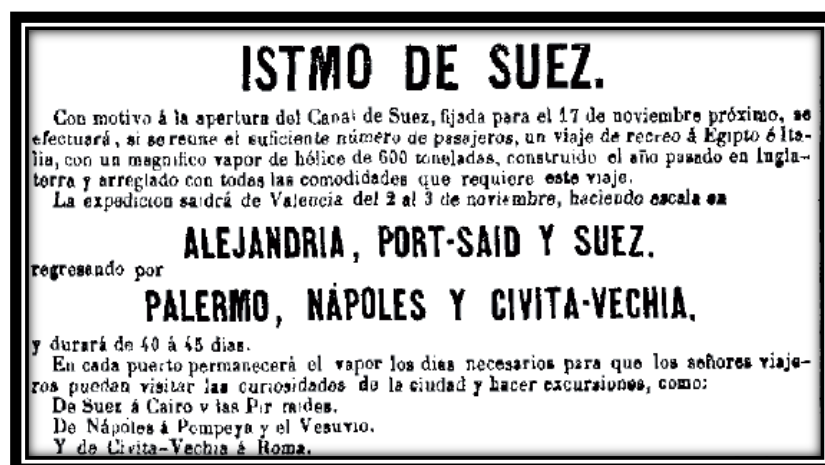 ISTMO DE SUEZ.
Con motivo á la apertura del Canal de Suez, fijada para el 17 de noviembre próximo, se
efectuará, si se reune el suficiente número de pasajeros, un viaje de recreo á Egipto é Ita-
lia, con un magnifico vapor de hélice de 600 toneladas, construido el año pasado en Ingla-
terra y arreglado con todas las comodidades que requiere este viaje.
La expedicion saldrá de Valencia del 2 al 3 de noviembre, haciendo escala en
ALEJANDRIA, PORT-SAID Y SUEZ.
regresando por
PALERMO, NÁPOLES Y CIVITA-VECHIA,
y durará de 40 á 45 dias.
En cada puerto permanecerá el vapor los dias necesarios para que los señores viaje-
ros puedan visitar las curiosidades de la ciudad y hacer excursiones, como:
De Suez á Cairo y las Pirámides.
De Nápoles á Pompeya y el Vesuvio.
Y de Civita-Vechia á Roma.